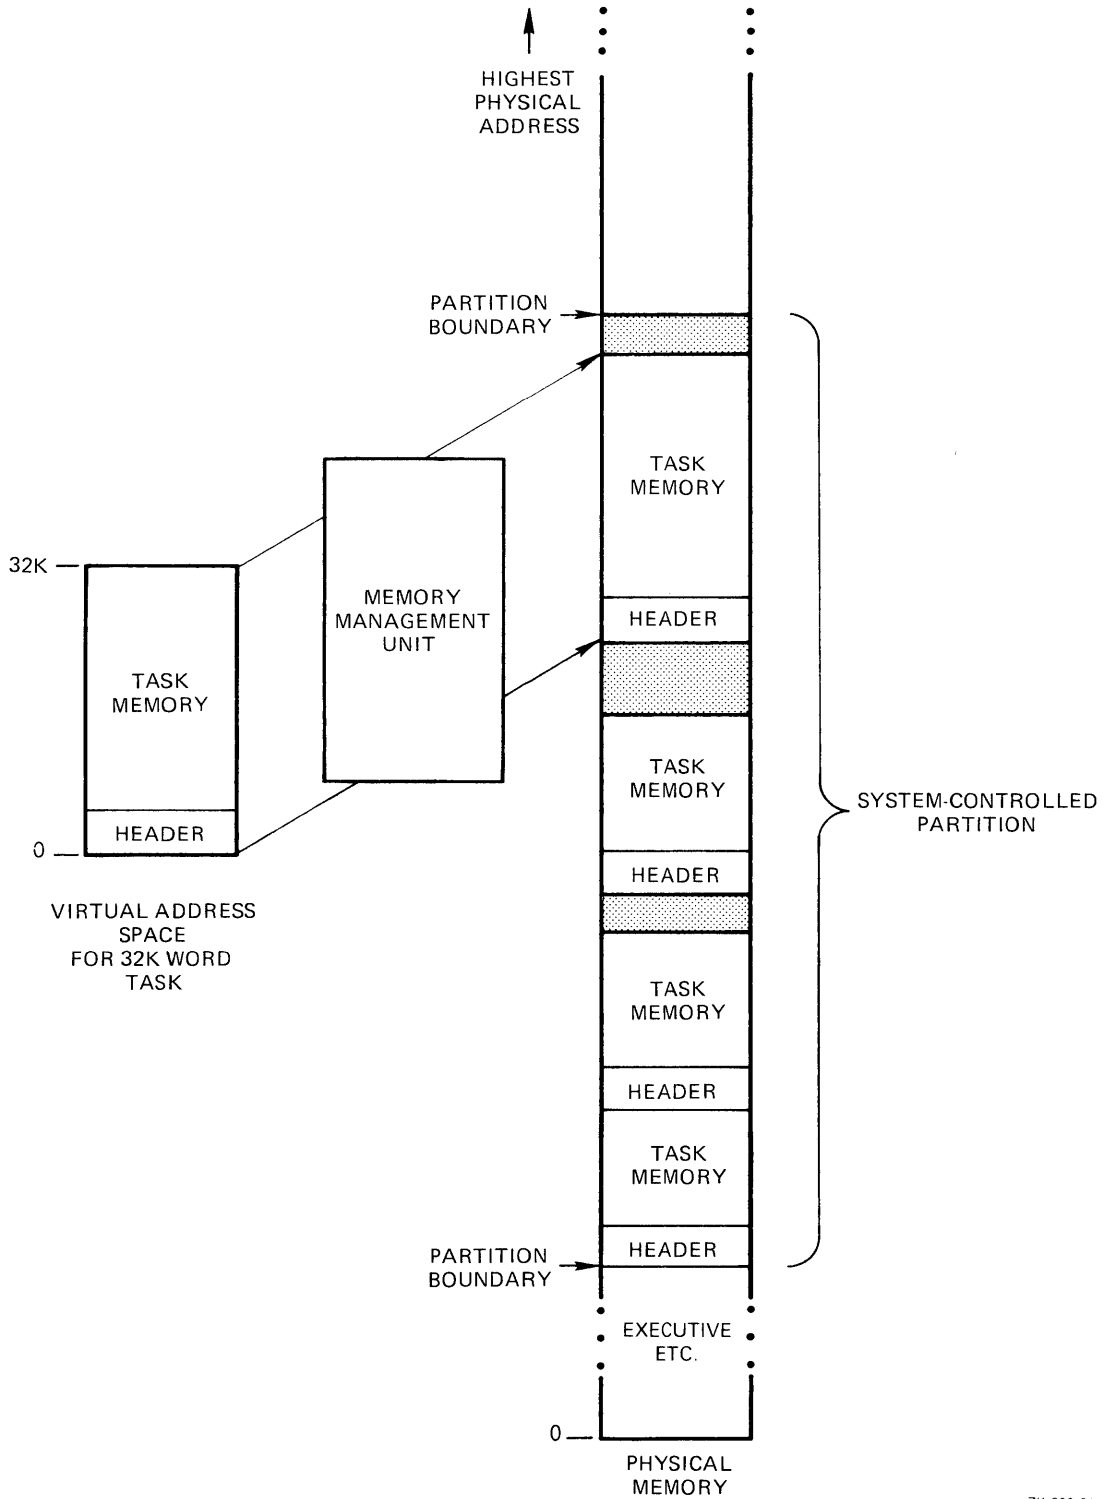 HIGHEST
PHYSICAL
ADDRESS
PARTITION
BOUNDARY
TASK
MEMORY
HEADER
32K
MEMORY
MANAGEMENT
UNIT
TASK
MEMORY
HEADER
0
VIRTUAL ADDRESS
SPACE
FOR 32K WORD
TASK
TASK
MEMORY
HEADER
SYSTEM-CONTROLLED
PARTITION
TASK
MEMORY
HEADER
TASK
MEMORY
HEADER
PARTITION
BOUNDARY
EXECUTIVE
ETC.
0
PHYSICAL
MEMORY